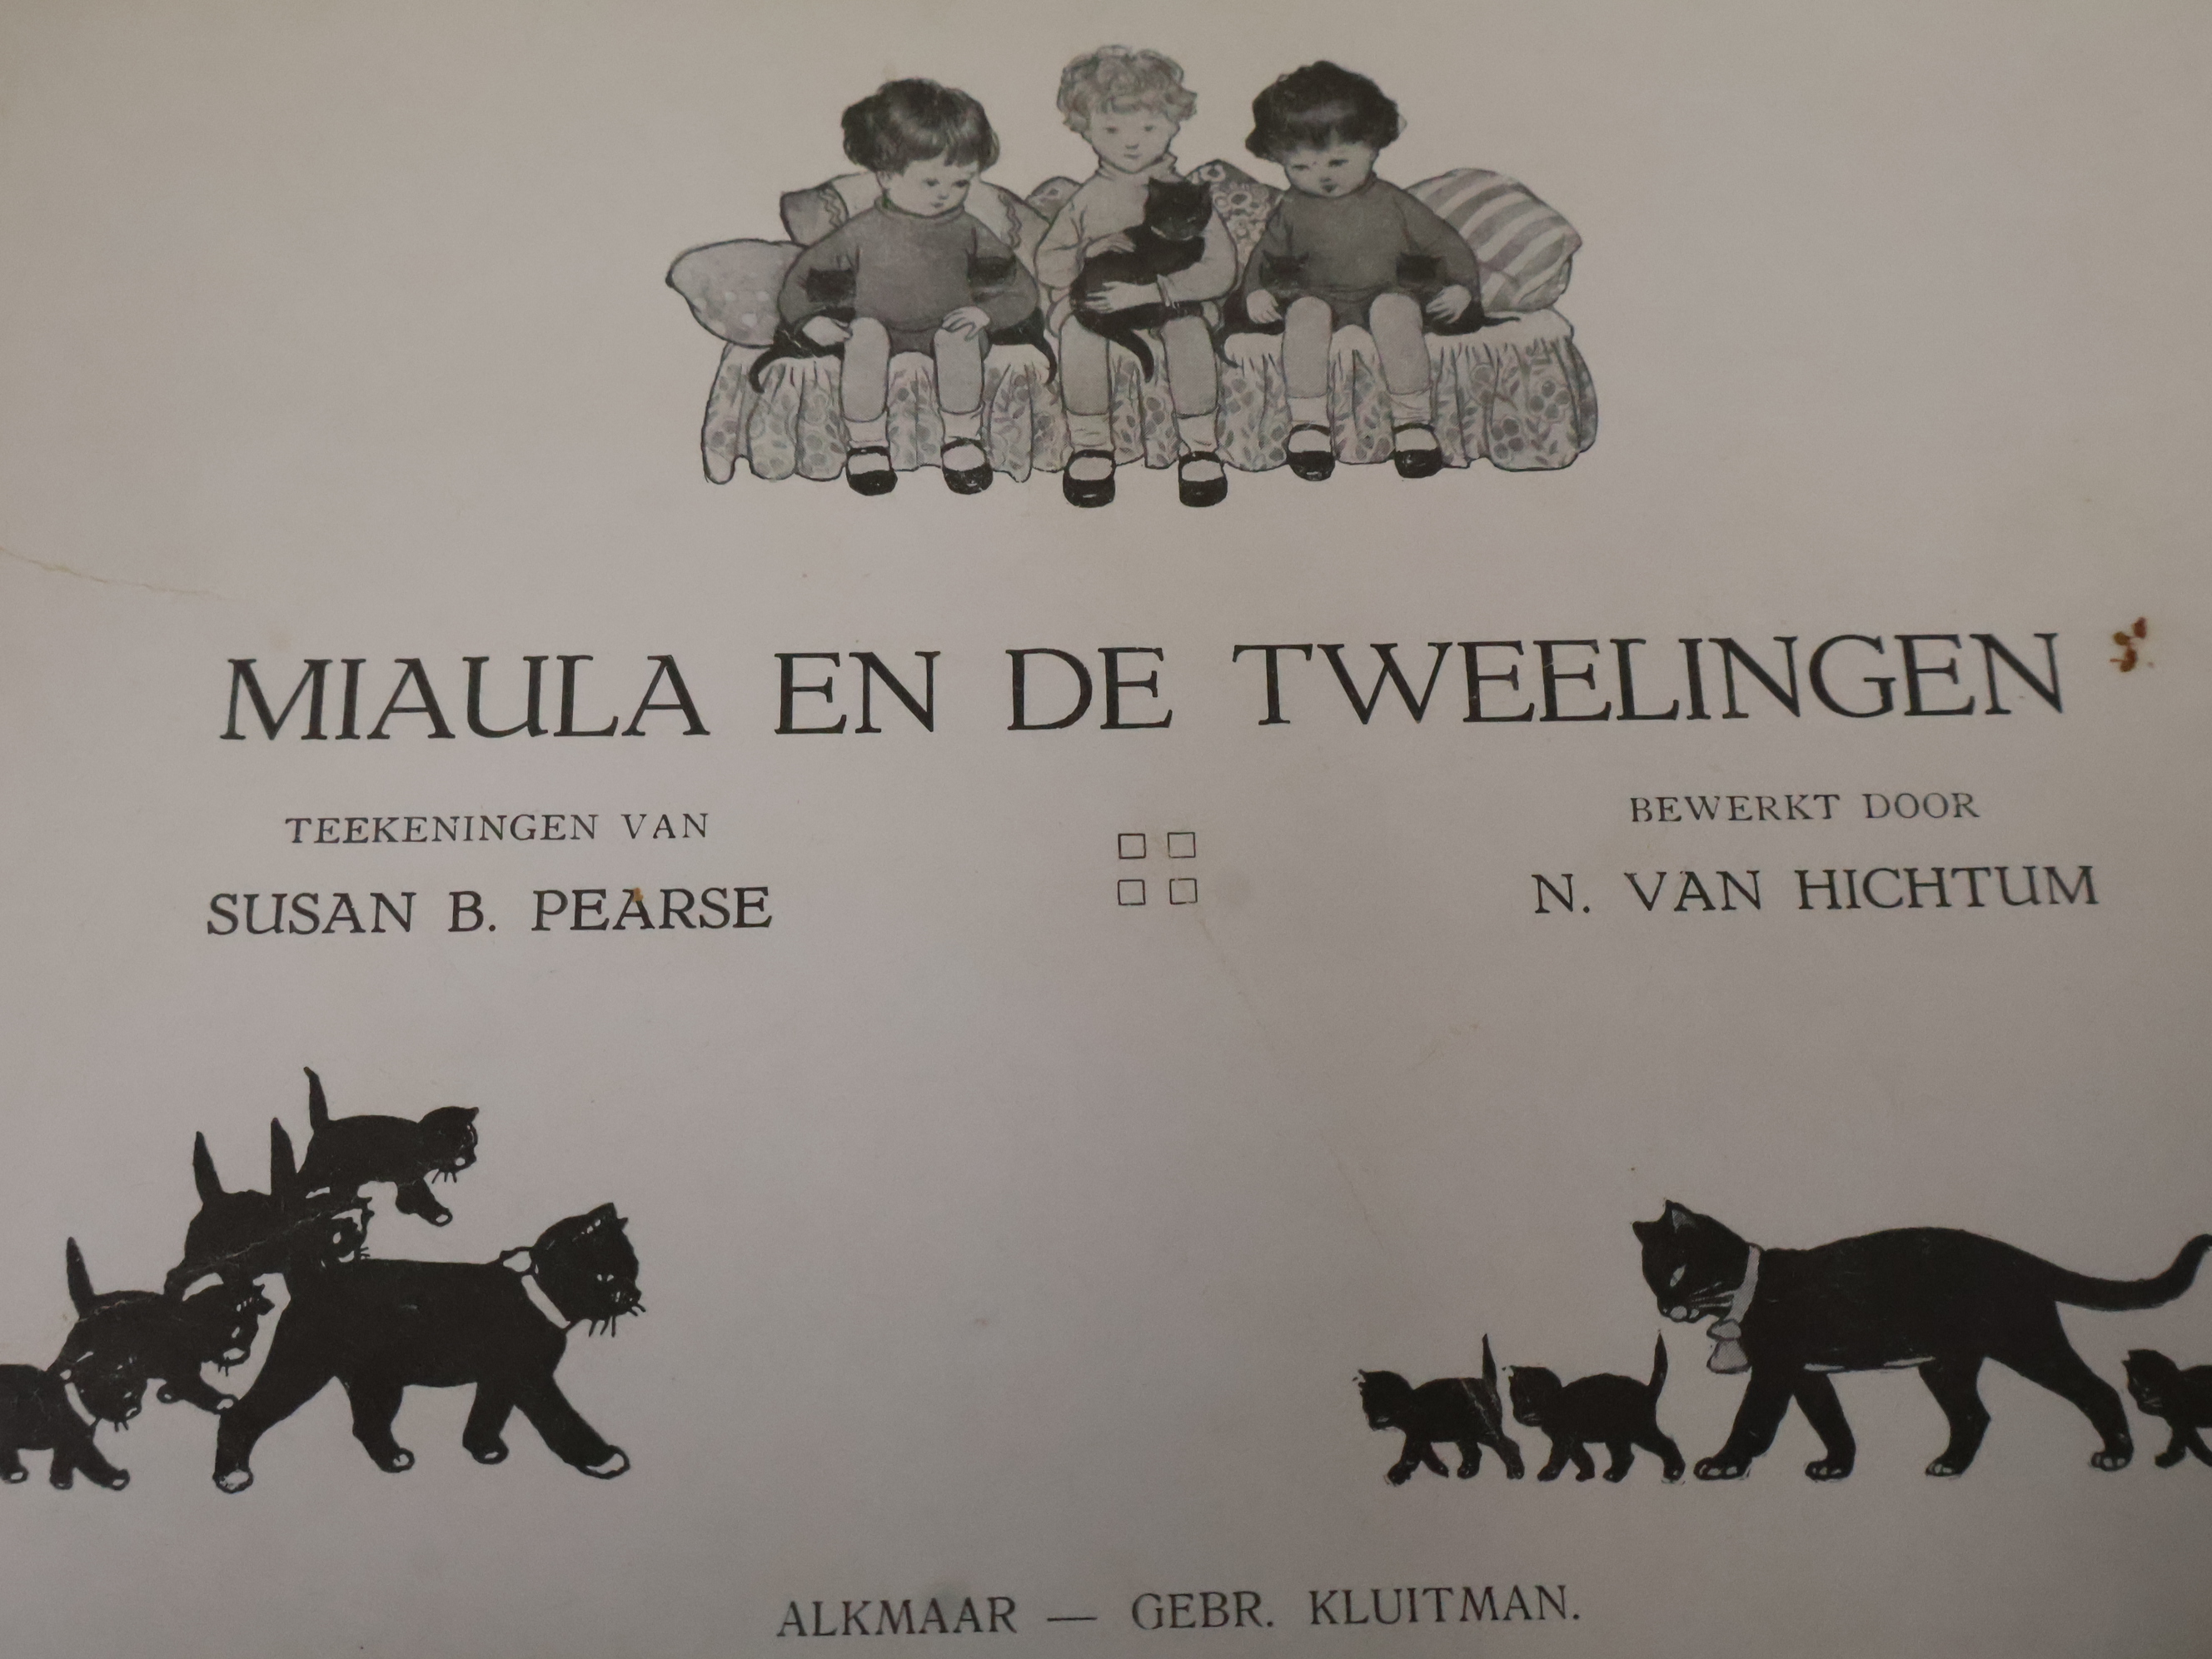 MIAULA EN DE TWEELINGEN
TEEKENINGEN VAN
SUSAN B. PEARSE
BEWERKT DOOR
N. VAN HICHTUM
ALKMAAR — GEBR. KLUITMAN.